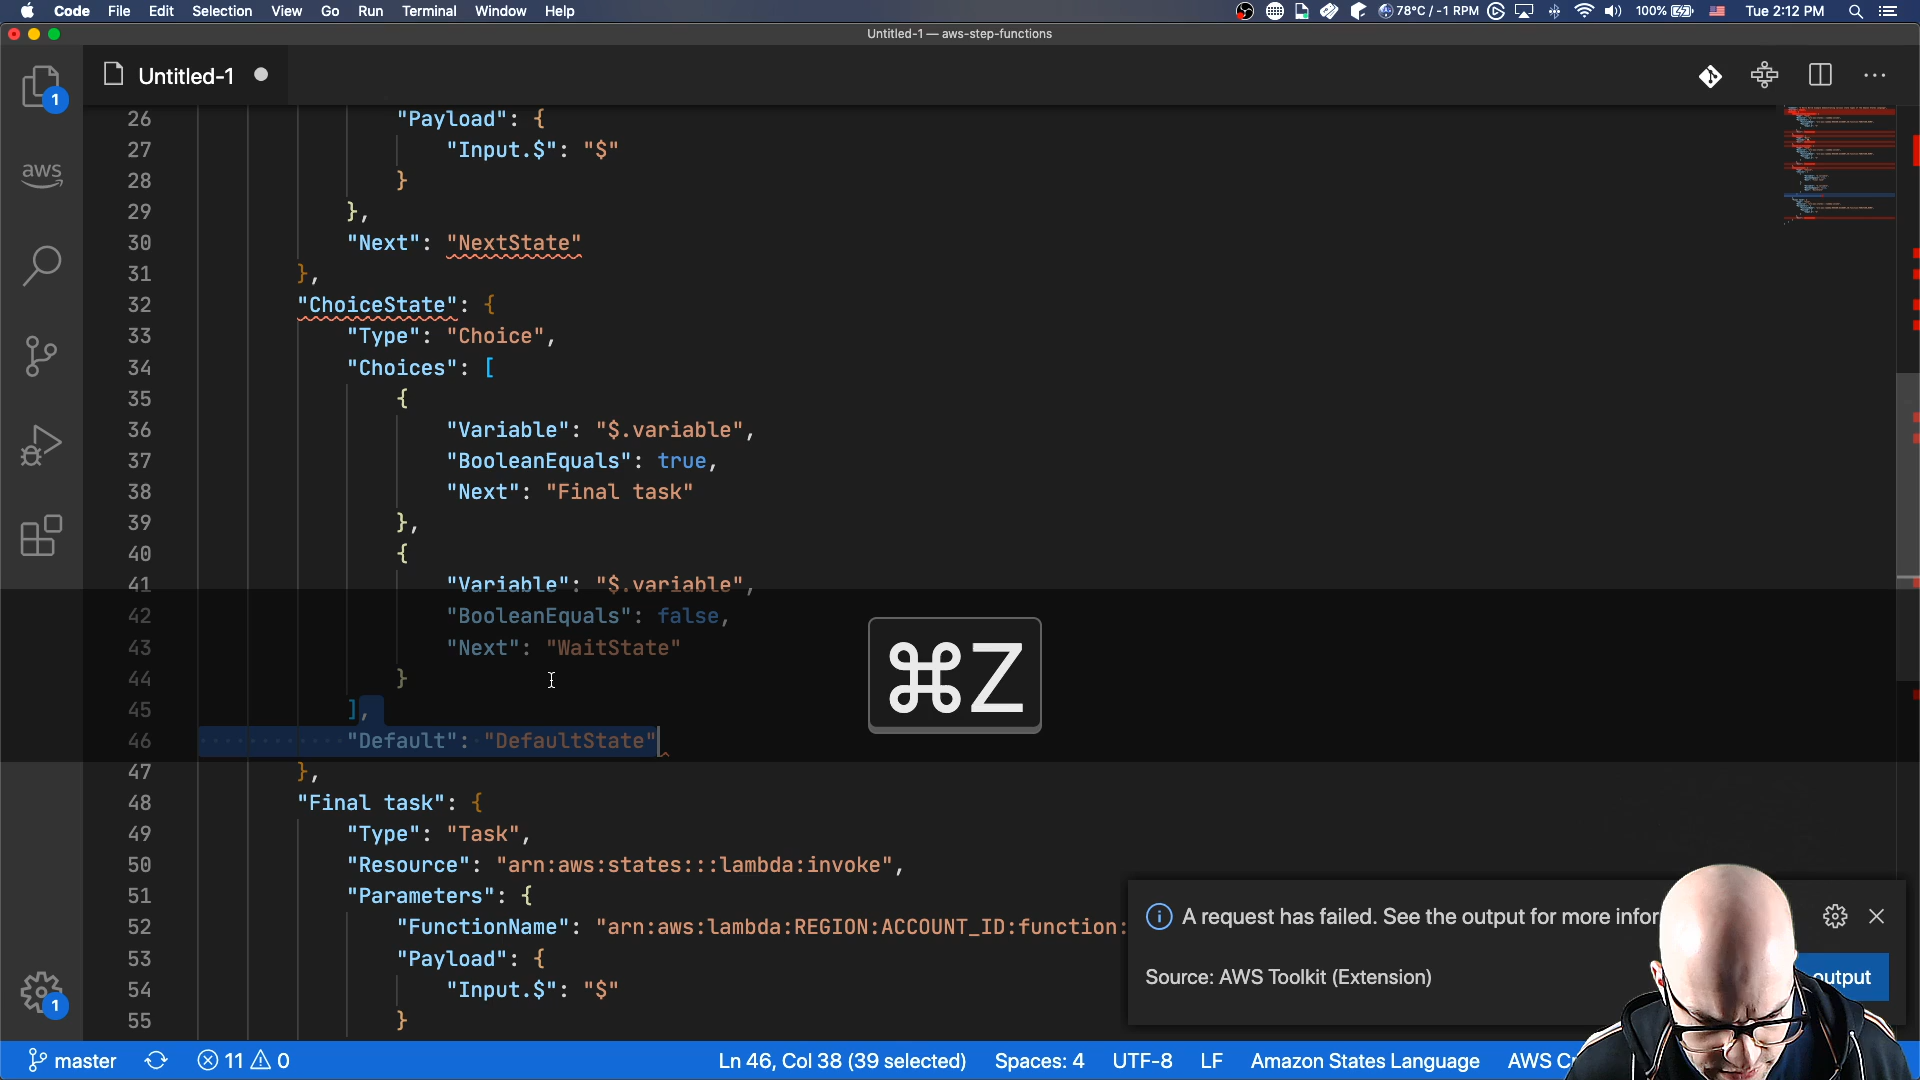 Code File Edit Selection View Go Run Terminal Window Help 78°C / -1 RPM 100% Tue 2:12 PM
Untitled-1 — aws-step-functions
Untitled-1
1
aws
26 "Payload": {
27 "Input.$": "$"
28 }
29 },
30 "Next": "NextState"
31 },
32 "ChoiceState": {
33 "Type": "Choice",
34 "Choices": [
35 {
36 "Variable": "$.variable",
37 "BooleanEquals": true,
38 "Next": "Final task"
39 },
40 {
41 "Variable": "$.variable",
42 "BooleanEquals": false,
43 "Next": "WaitState"
44 }
45 ],
46 "Default": "DefaultState"
47 },
48 "Final task": {
49 "Type": "Task",
50 "Resource": "arn:aws:states:::lambda:invoke",
51 "Parameters": {
52 "FunctionName": "arn:aws:lambda:REGION:ACCOUNT_ID:function:
53 "Payload": {
54 "Input.$": "$"
55 }
⌘Z
A request has failed. See the output for more infor
Source: AWS Toolkit (Extension)
output
1
master 11 0 Ln 46, Col 38 (39 selected) Spaces: 4 UTF-8 LF Amazon States Language AWS C